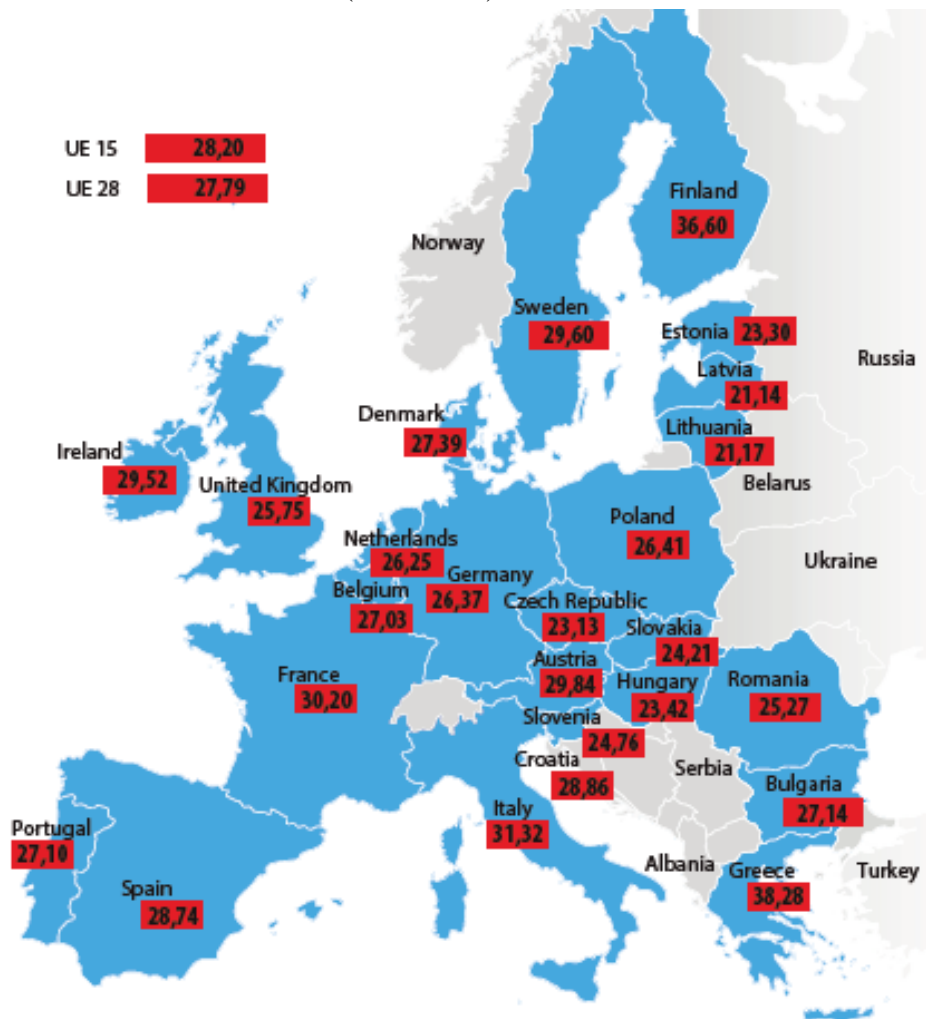 UE 15 28,20
UE 28 27,79
Finland
36,60
Norway
Sweden
29,60
Estonia 23,30
Russia
Latvia
21,14
Denmark
27,39
Lithuania
21,17
Ireland
29,52
United Kingdom
25,75
Belarus
Poland
26,41
Netherlands
26,25
Ukraine
Germany
26,37
Belgium
27,03
Czech Republic
23,13
Slovakia
24,21
Austria
29,84
France
30,20
Hungary
23,42
Romania
25,27
Slovenia
24,76
Croatia
28,86
Serbia
Bulgaria
27,14
Italy
31,32
Portugal
27,10
Albania
Greece
38,28
Turkey
Spain
28,74